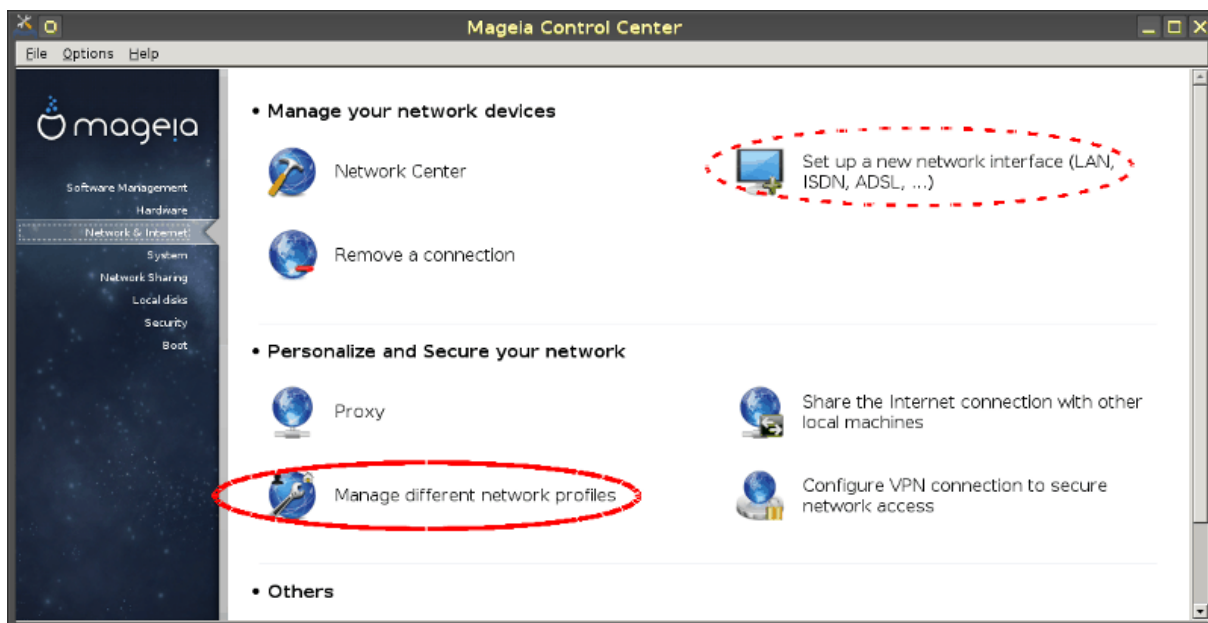 Mageia Control Center
File Options Help
mageia
Software Management
Hardware
Network & Internet
System
Network Sharing
Local disks
Security
Boot
• Manage your network devices
Network Center
Set up a new network interface (LAN,
ISDN, ADSL, ...)
Remove a connection
• Personalize and Secure your network
Proxy
Share the Internet connection with other
local machines
Manage different network profiles
Configure VPN connection to secure
network access
• Others